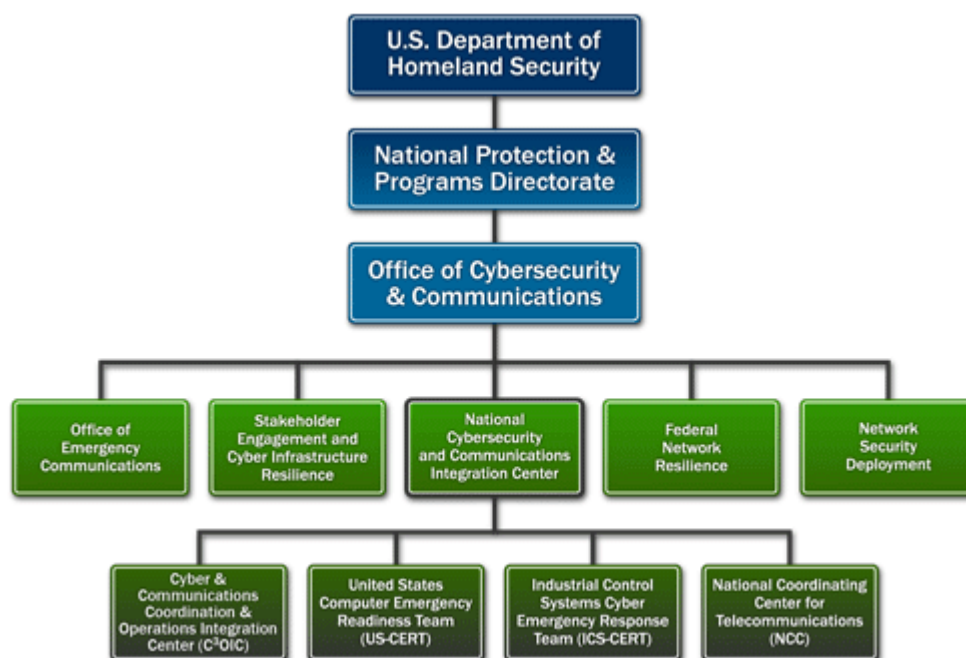 U.S. Department of
Homeland Security
National Protection &
Programs Directorate
Office of Cybersecurity
& Communications
Office of
Emergency
Communications
Stakeholder
Engagement and
Cyber Infrastructure
Resilience
National
Cybersecurity
and Communications
Integration Center
Federal
Network
Resilience
Network
Security
Deployment
Cyber &
Communications
Coordination &
Operations Integration
Center (C³OIC)
United States
Computer Emergency
Readiness Team
(US-CERT)
Industrial Control
Systems Cyber
Emergency Response
Team (ICS-CERT)
National Coordinating
Center for
Telecommunications
(NCC)